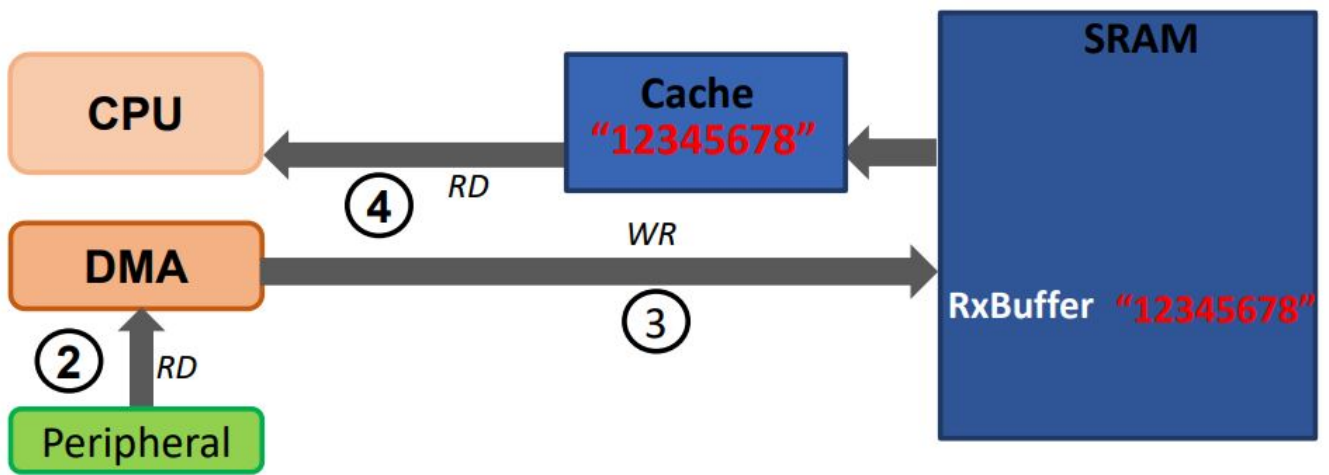 SRAM
CPU
Cache
“12345678”
RD
4
DMA
WR
3
RxBuffer “12345678”
2
RD
Peripheral